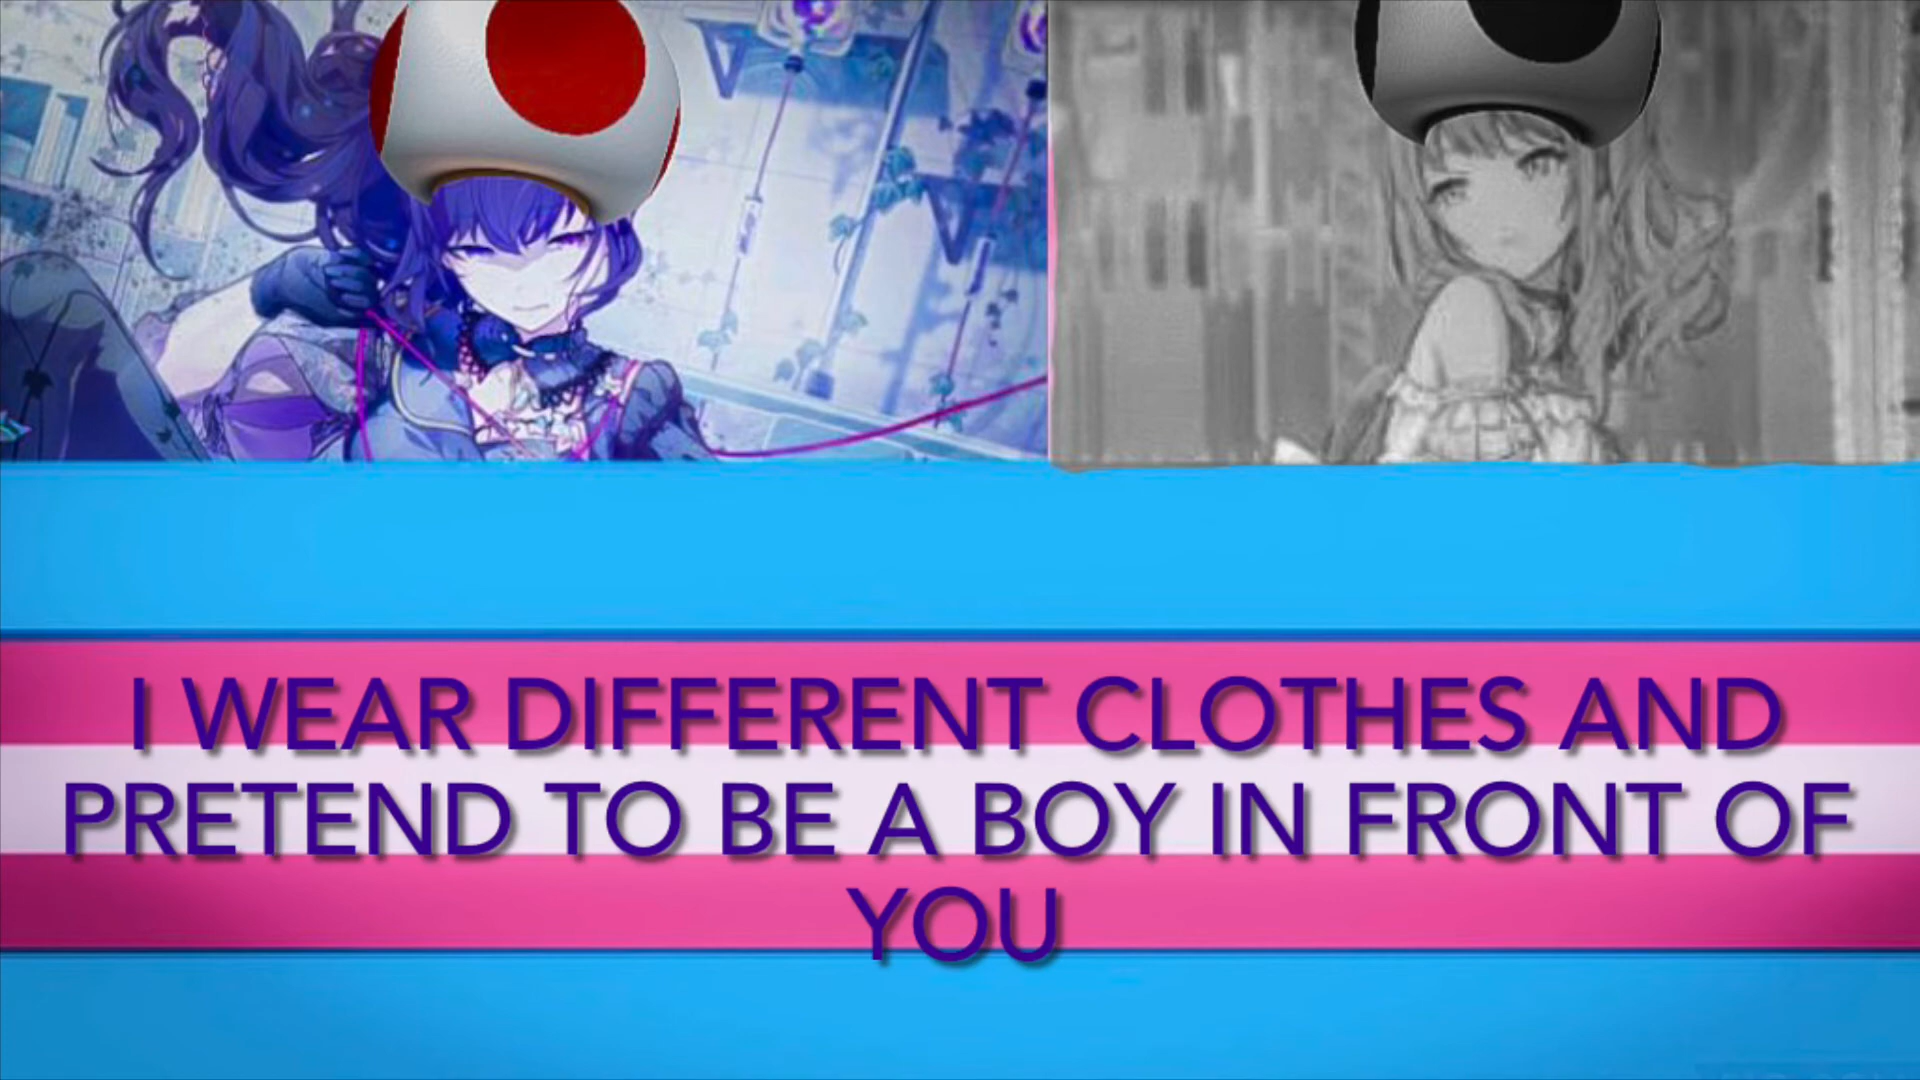 I WEAR DIFFERENT CLOTHES AND
PRETEND TO BE A BOY IN FRONT OF
YOU